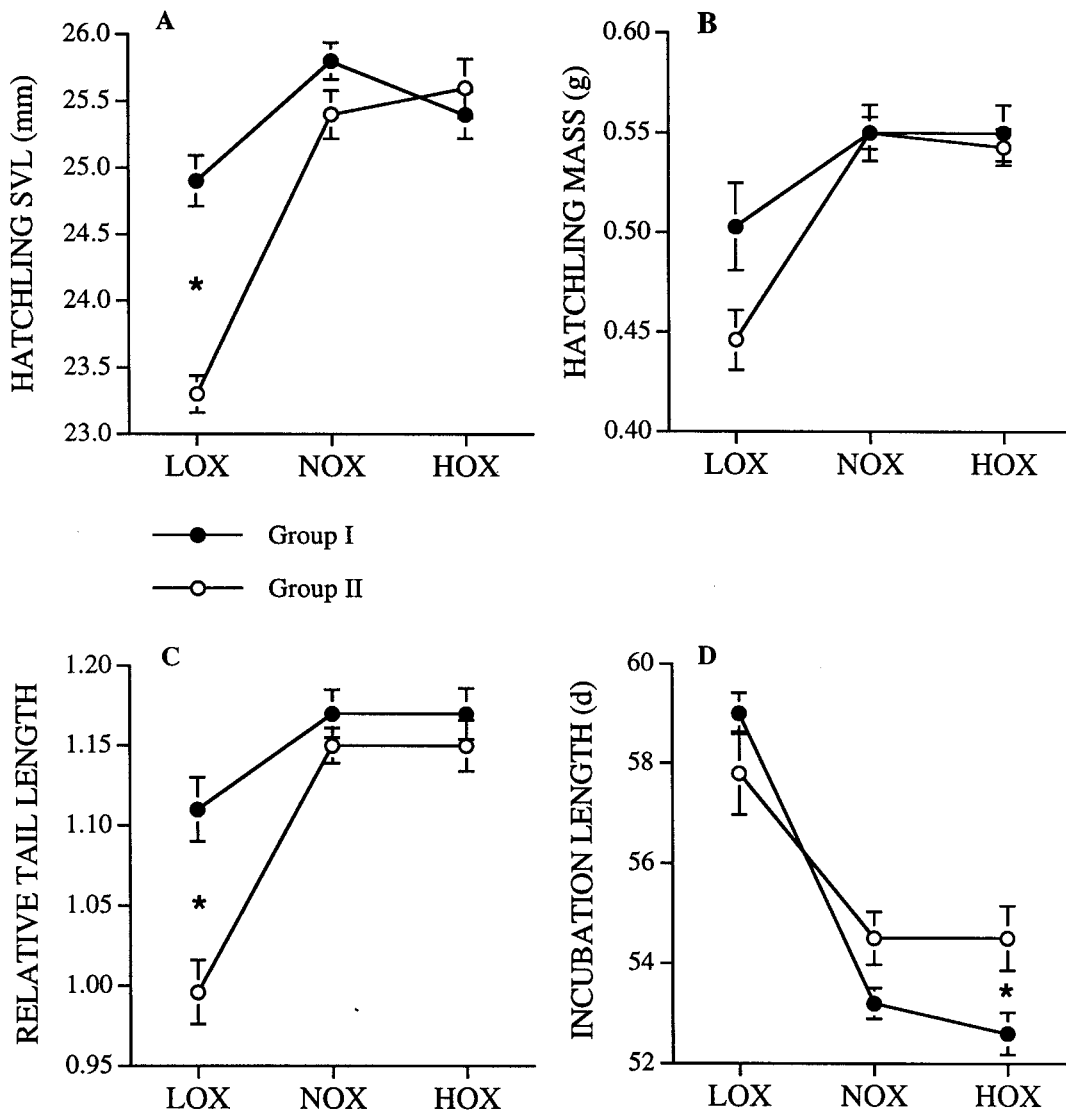 A
HATCHLING SVL (mm)
26.0
25.5
25.0
24.5
24.0
23.5
23.0
*
LOX NOX HOX
B
HATCHLING MASS (g)
0.60
0.55
0.50
0.45
0.40
LOX NOX HOX
Group I
Group II
C
RELATIVE TAIL LENGTH
1.20
1.15
1.10
1.05
1.00
0.95
*
LOX NOX HOX
D
INCUBATION LENGTH (d)
60
58
56
54
52
*
LOX NOX HOX